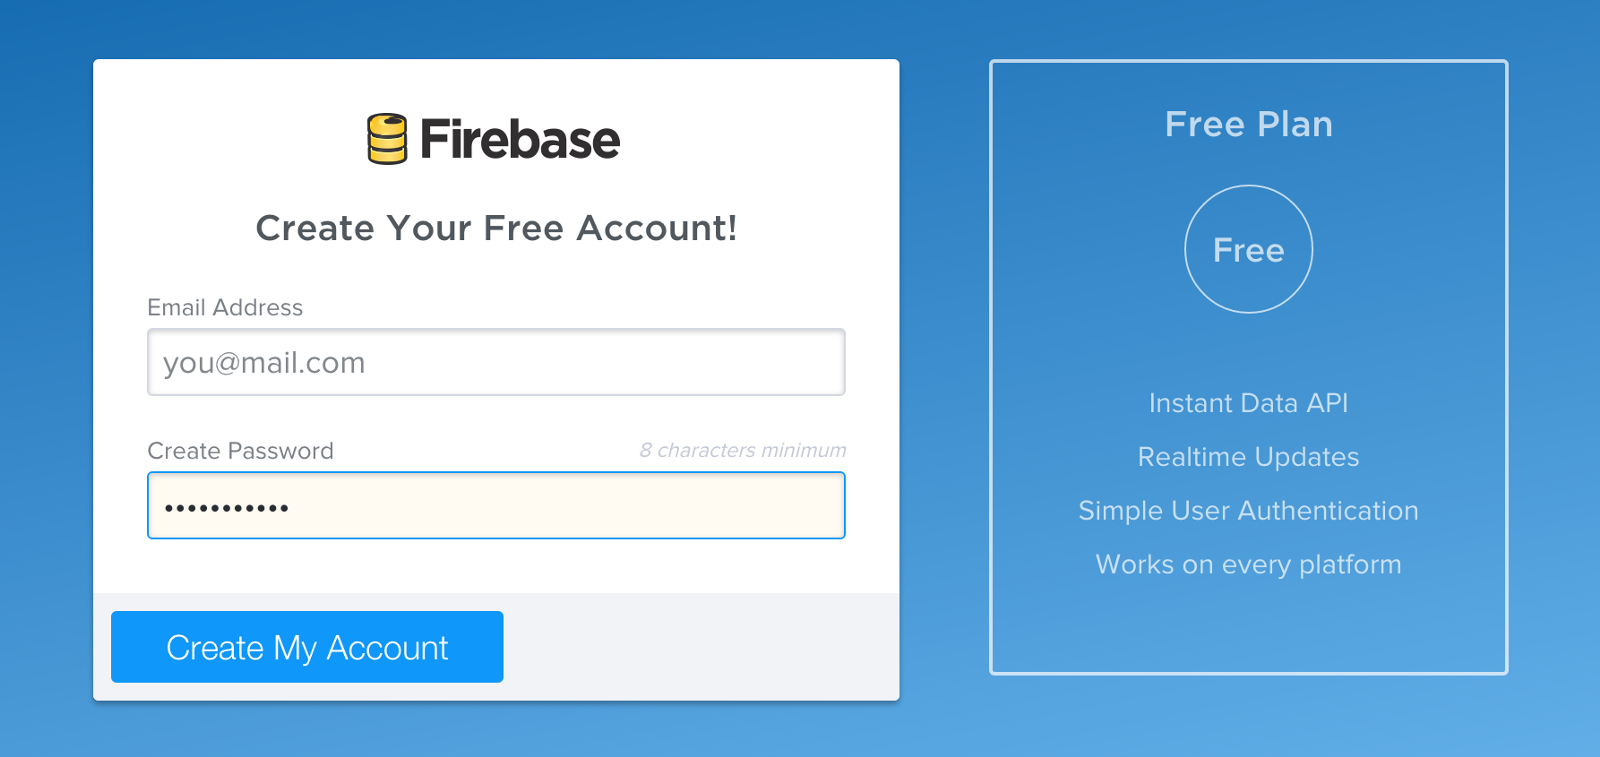 Firebase
Create Your Free Account!
Email Address
you@mail.com
Create Password
8 characters minimum
•••••••••••
Create My Account
Free Plan
Free
Instant Data API
Realtime Updates
Simple User Authentication
Works on every platform